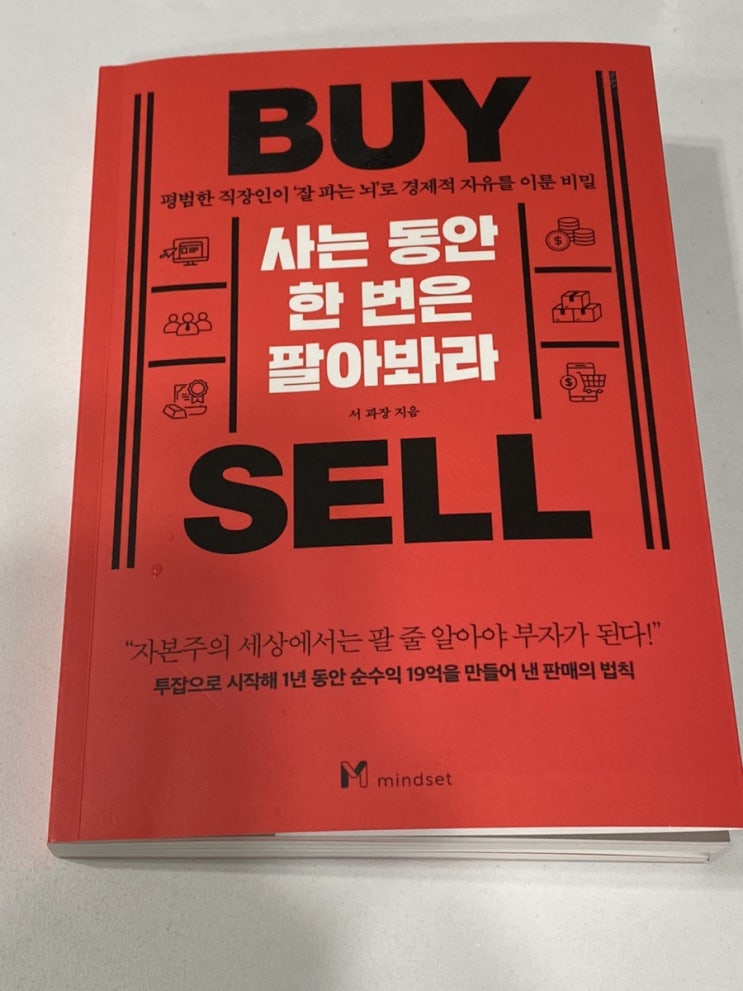 BUY
평범한 직장인이 '잘 파는 뇌'로 경제적 자유를 이룬 비밀
사는 동안
한 번은
팔아봐라
서 과장 지음
SELL
“자본주의 세상에서는 팔 줄 알아야 부자가 된다!”
투잡으로 시작해 1년 동안 순수익 19억을 만들어 낸 판매의 법칙
M mindset